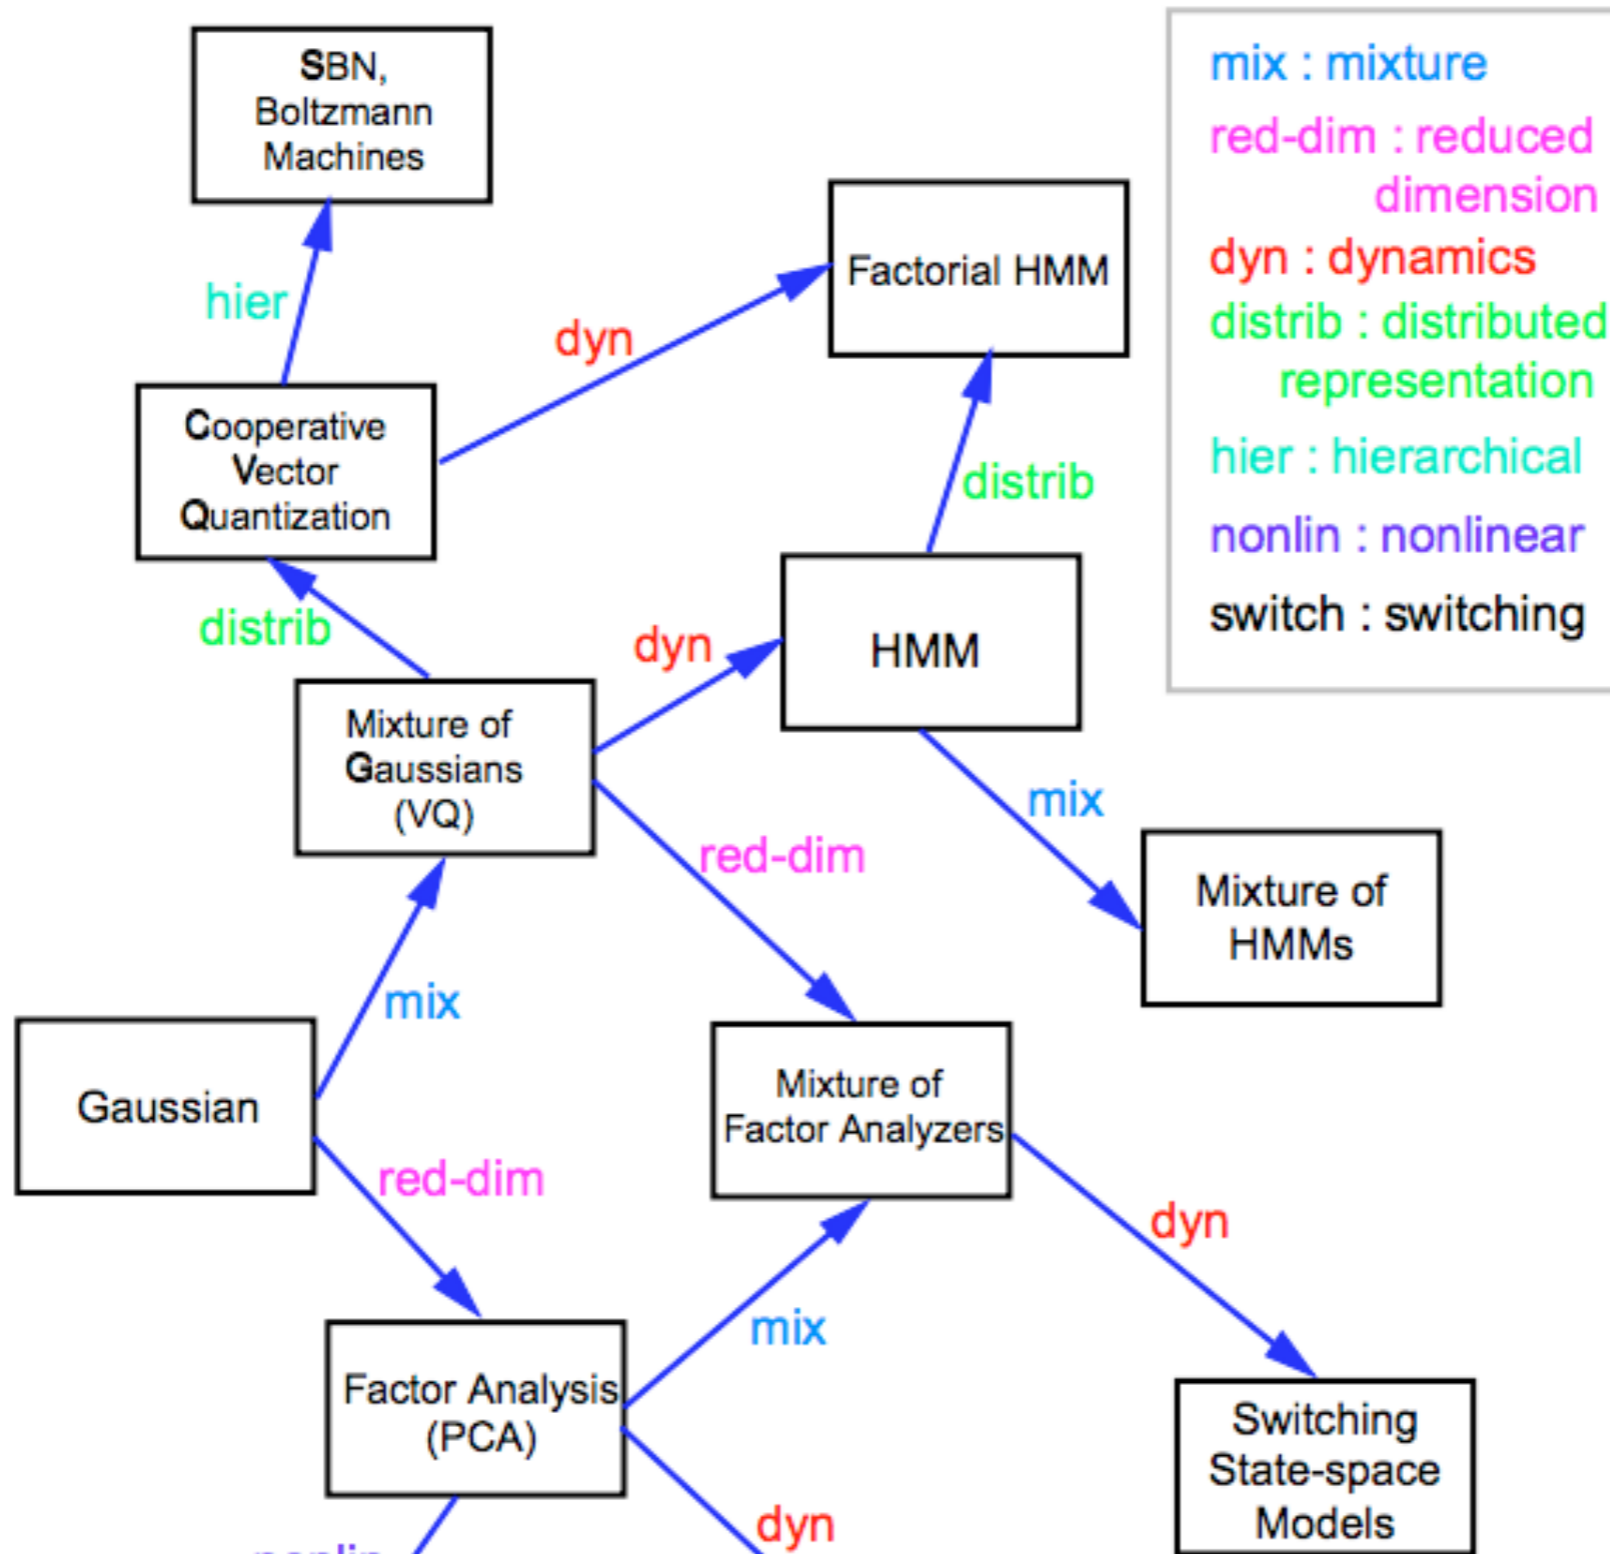 SBN,
Boltzmann
Machines
mix : mixture
red-dim : reduced
dimension
dyn : dynamics
distrib : distributed
representation
hier : hierarchical
nonlin : nonlinear
switch : switching
Factorial HMM
hier
dyn
Cooperative
Vector
Quantization
distrib
distrib
dyn
HMM
Mixture of
Gaussians
(VQ)
mix
red-dim
Mixture of
HMMs
mix
Gaussian
Mixture of
Factor Analyzers
red-dim
dyn
mix
Factor Analysis
(PCA)
Switching
State-space
Models
dyn
nonlin